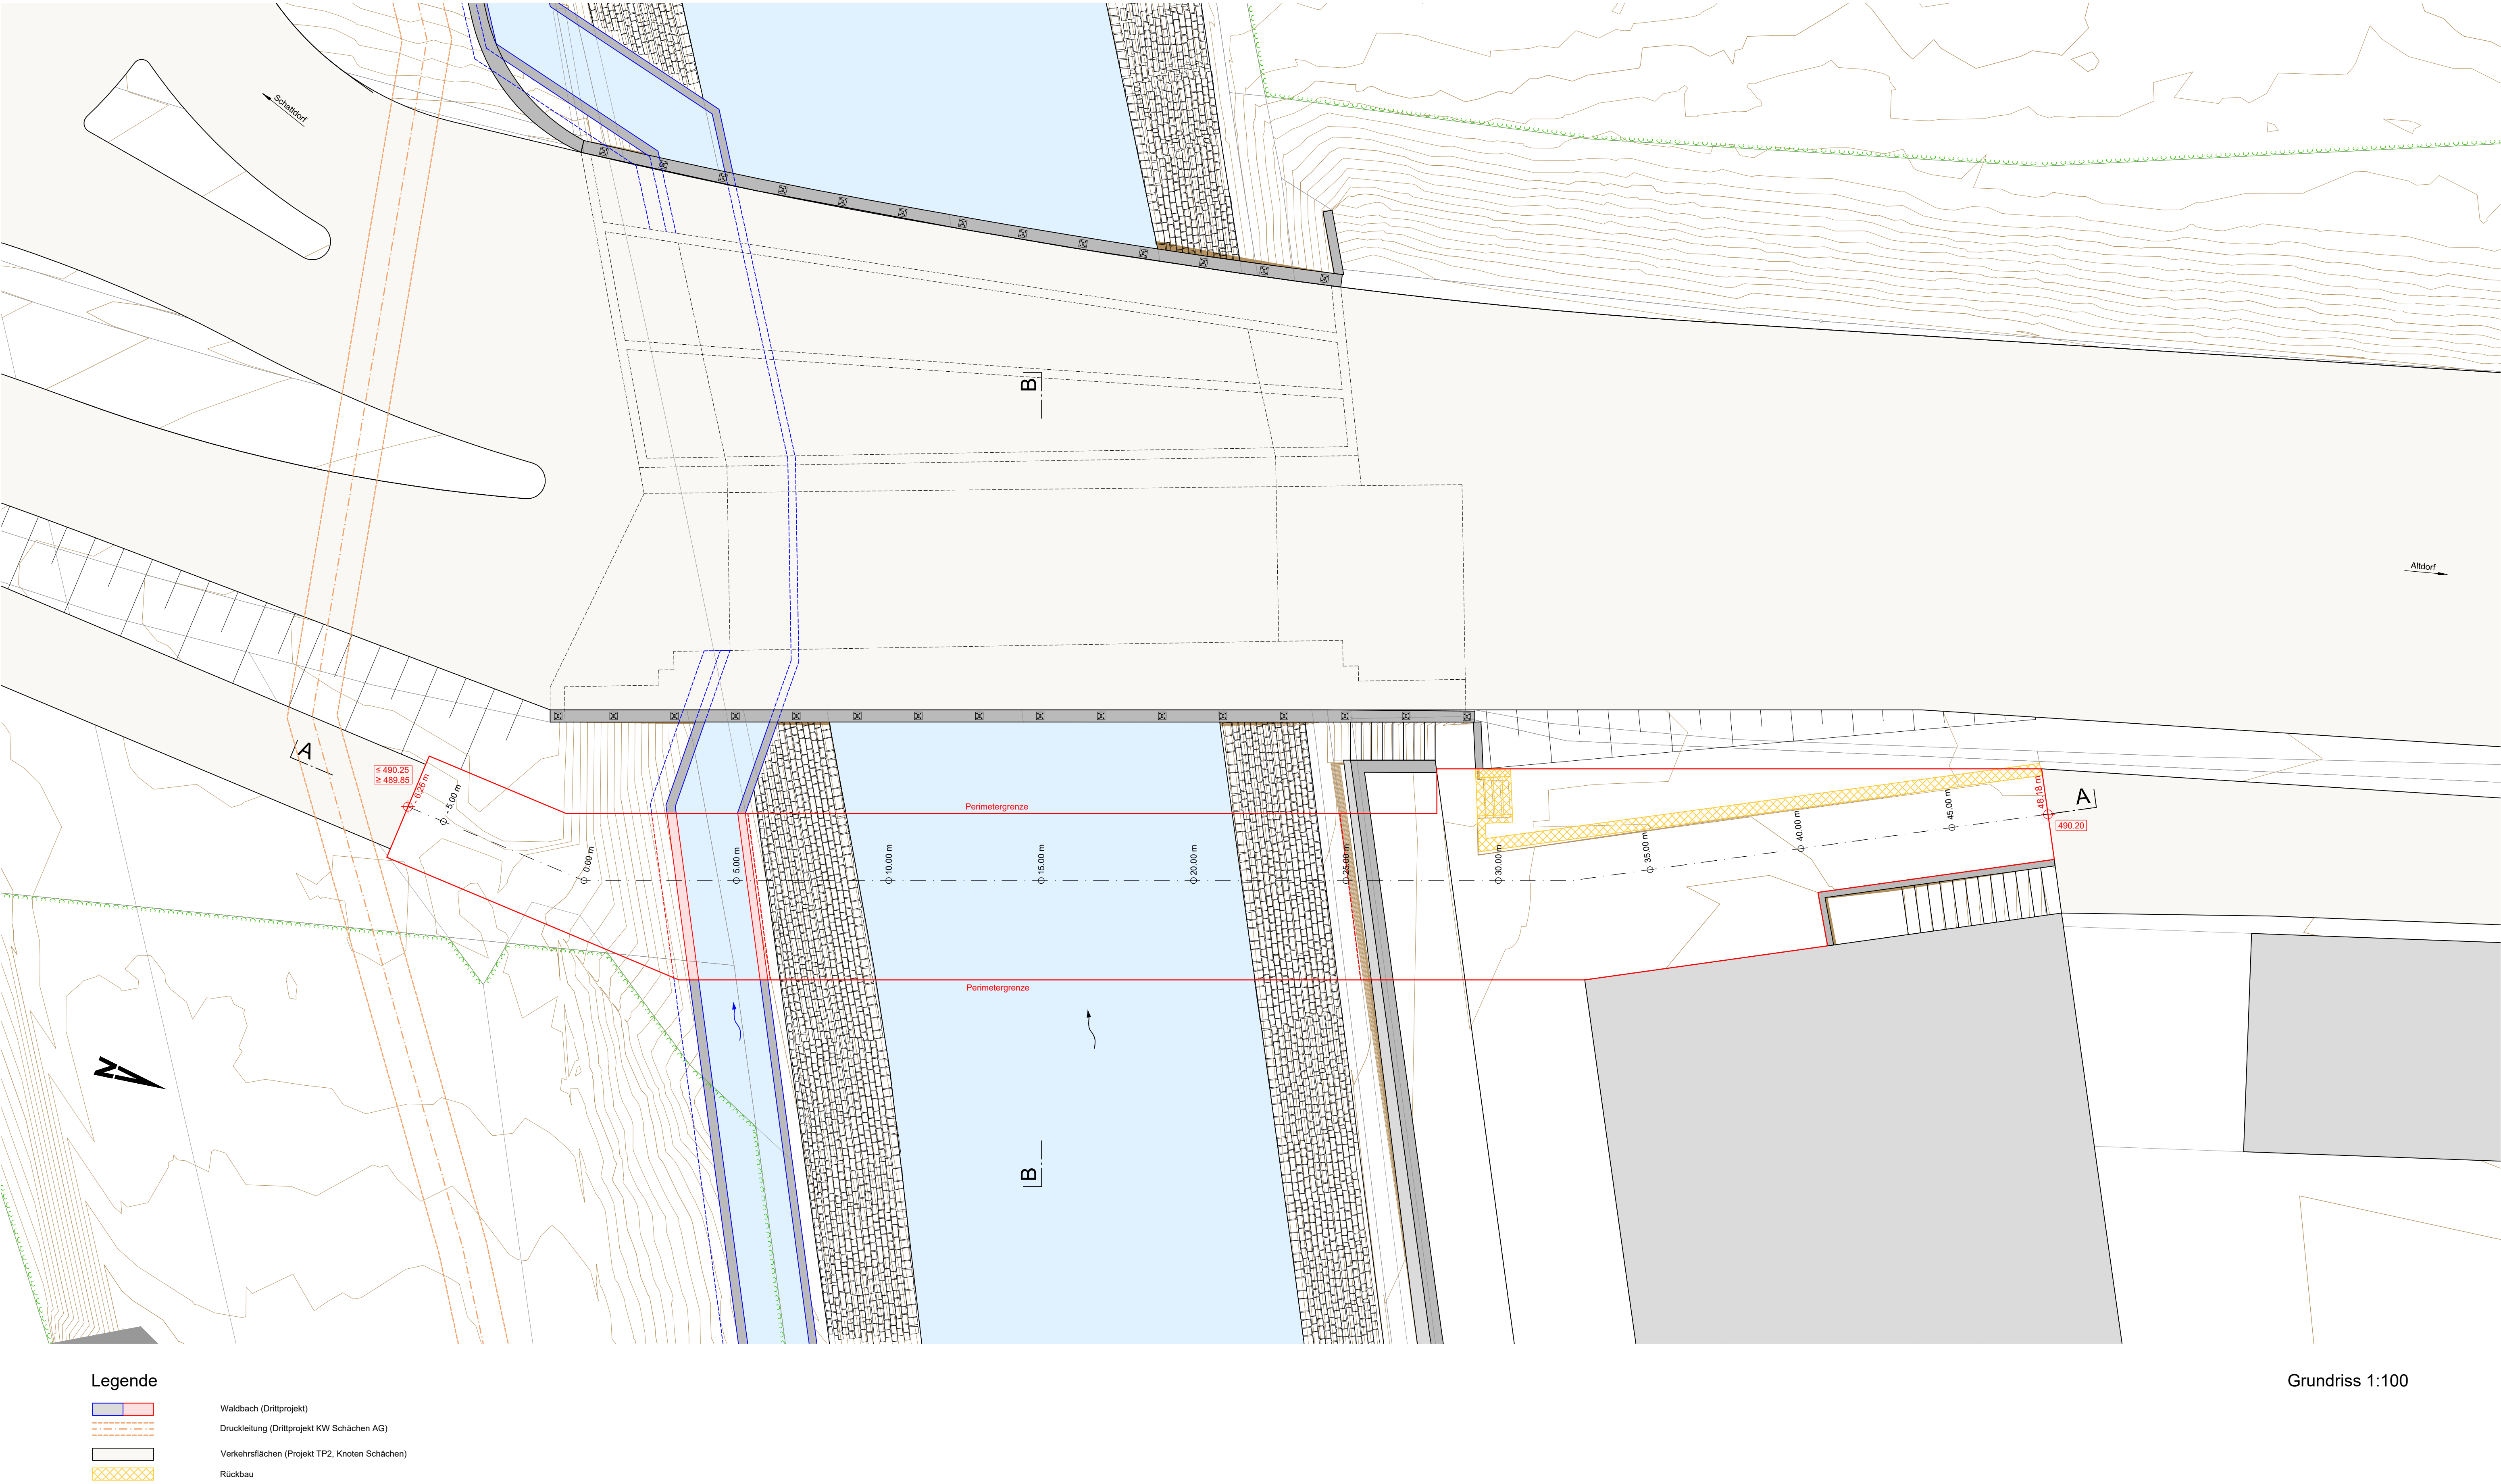 Schattdorf
B
Altdorf
A
≤ 490.25
≥ 489.85
- 6.26 m
- 5.00 m
0.00 m
5.00 m
10.00 m
15.00 m
20.00 m
25.00 m
30.00 m
35.00 m
40.00 m
45.00 m
48.18 m
A
490.20
Perimetergrenze
Perimetergrenze
N
B
Legende
Grundriss 1:100
Waldbach (Drittprojekt)
Druckleitung (Drittprojekt KW Schächen AG)
Verkehrsflächen (Projekt TP2, Knoten Schächen)
Rückbau